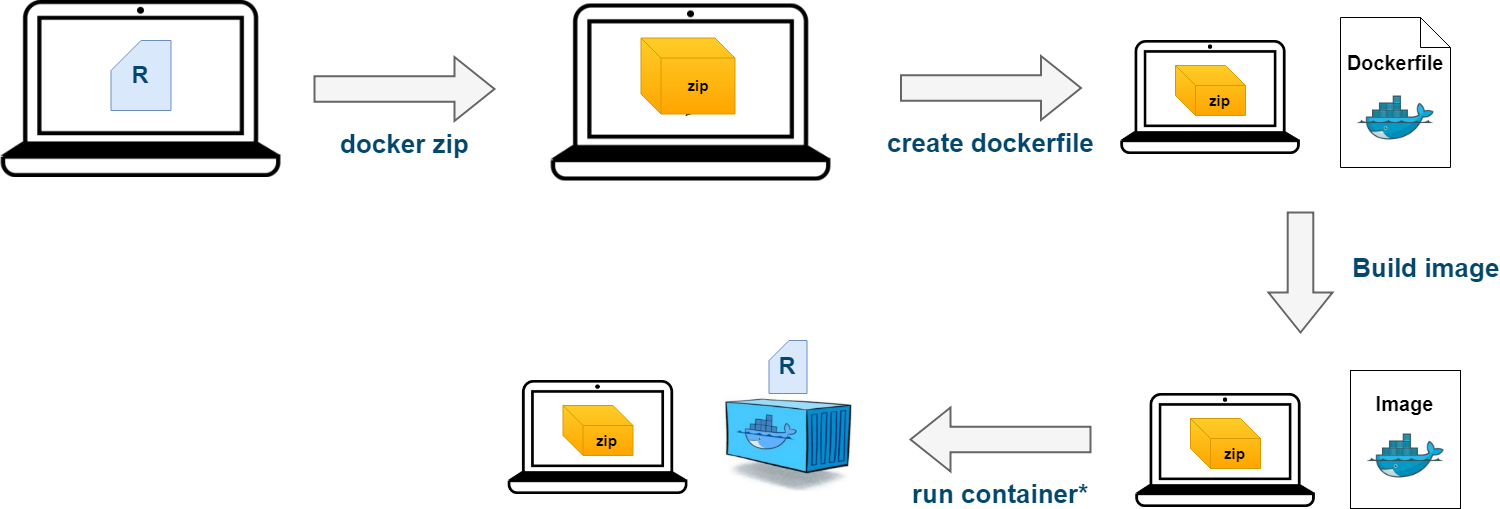 R
docker zip
zip
create dockerfile
zip
Dockerfile
Build image
zip
Image
run container*
zip
R